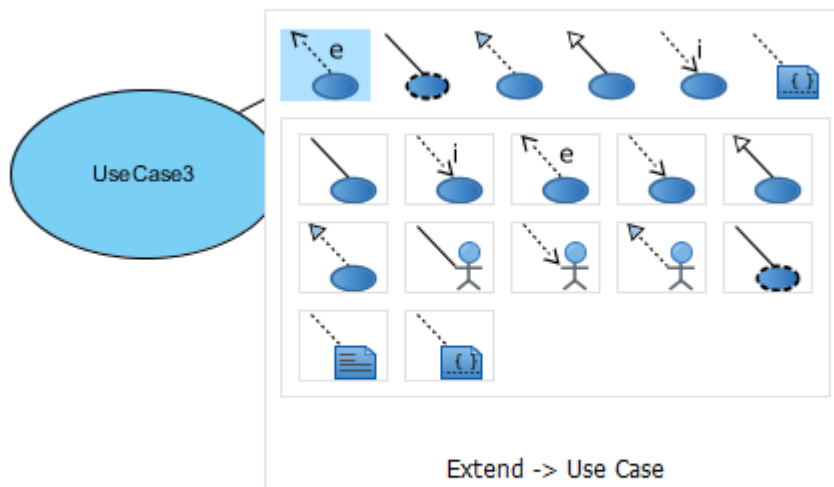 e
i
{ }
UseCase3
i
e
{ }
Extend -> Use Case